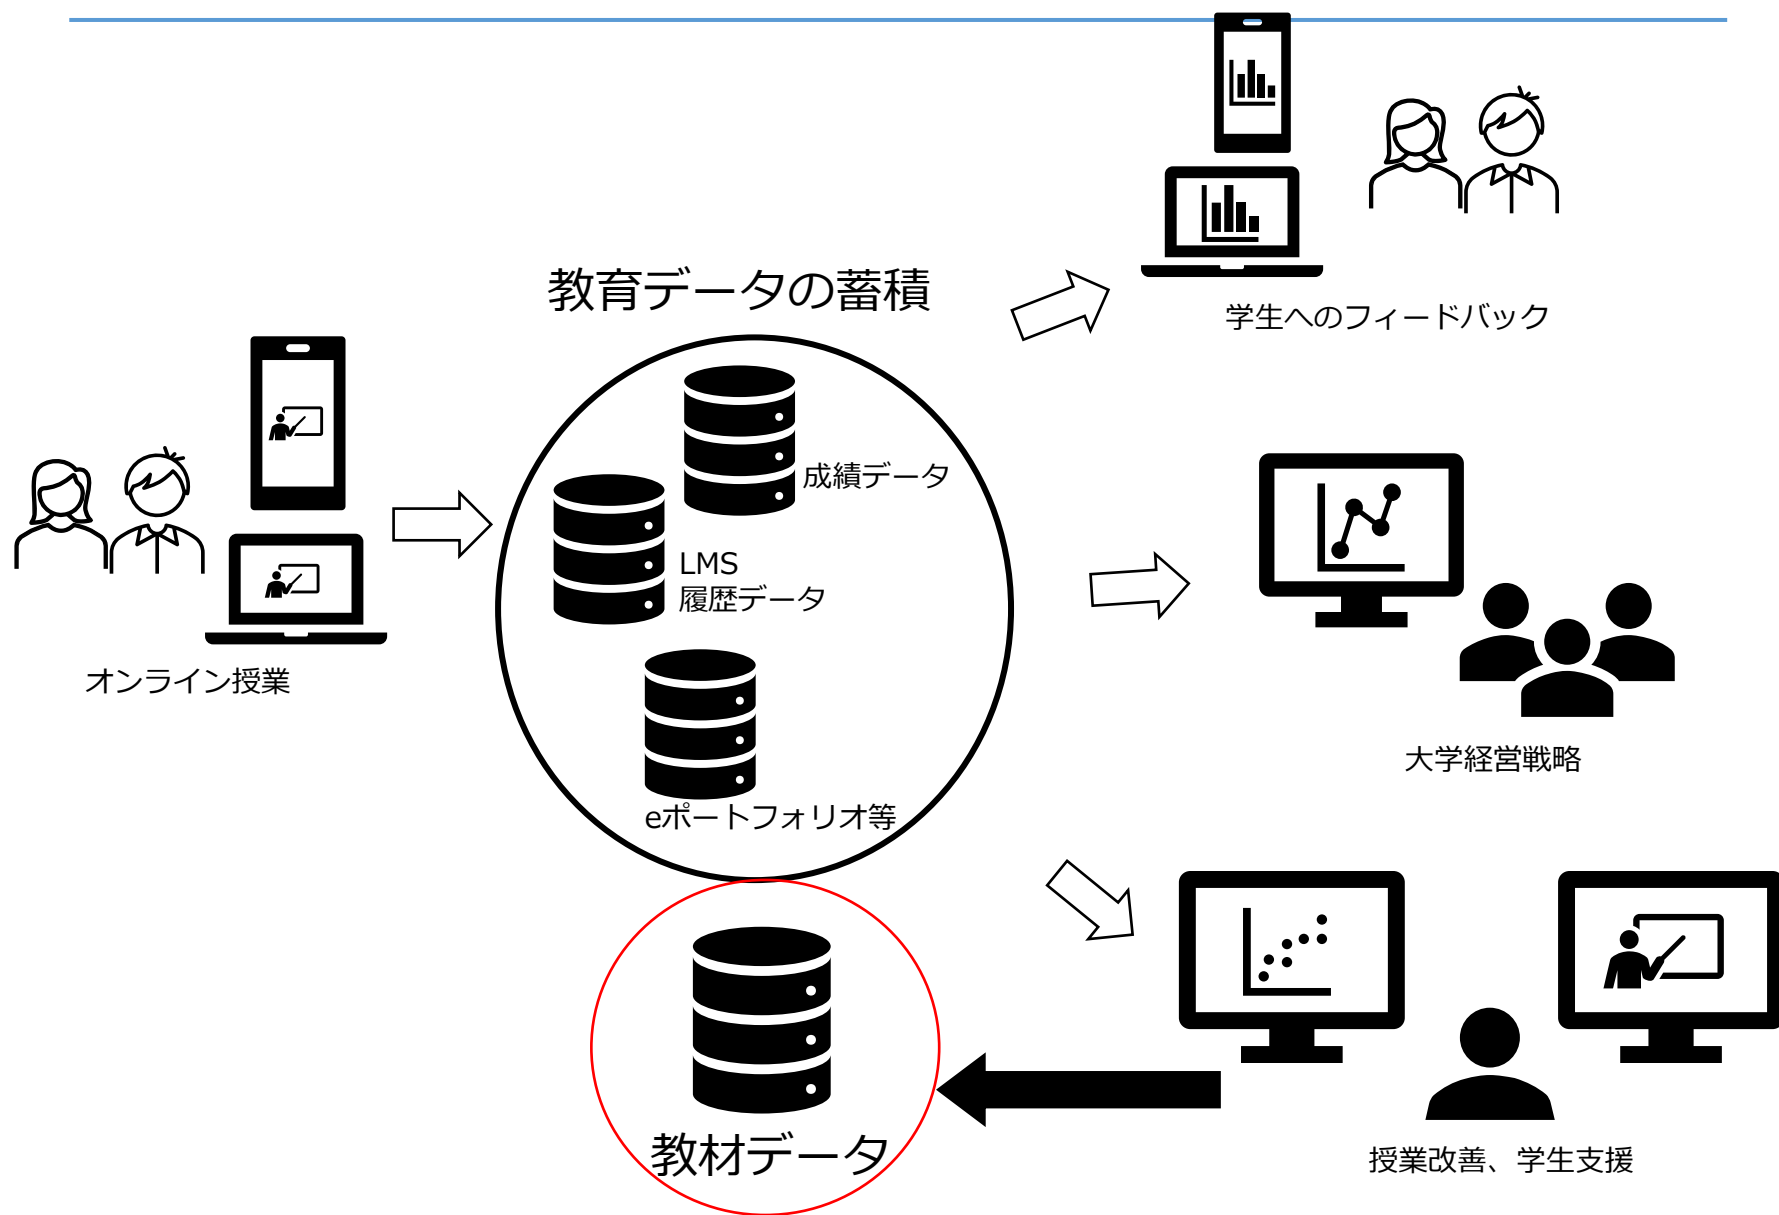 教育データの蓄積
学生へのフィードバック
成績データ
LMS
履歴データ
オンライン授業
大学経営戦略
eポートフォリオ等
教材データ
授業改善、学生支援